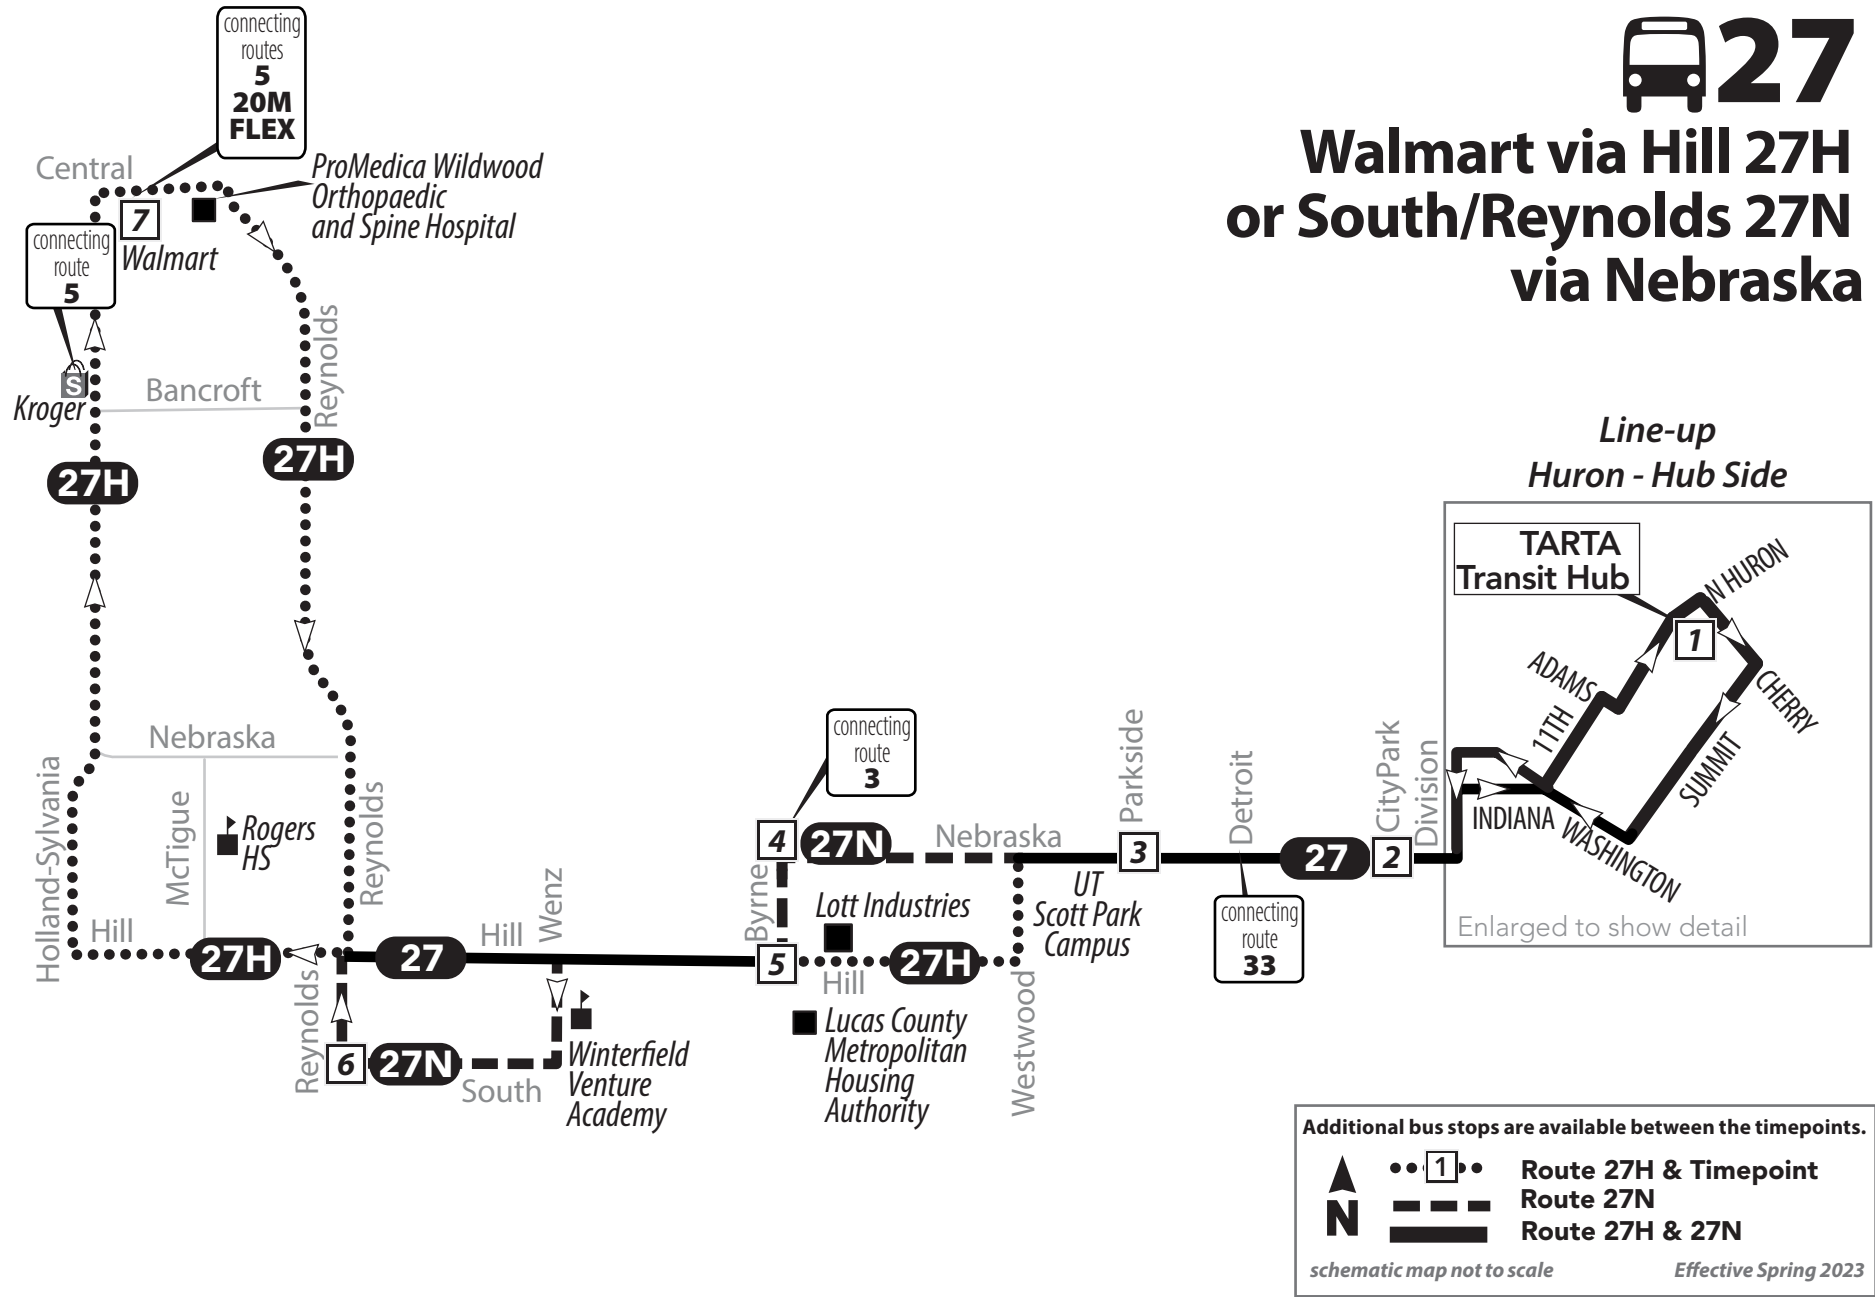 27
Walmart via Hill 27H
or South/Reynolds 27N
via Nebraska
connecting
routes
5
20M
FLEX
Central
ProMedica Wildwood
Orthopaedic
and Spine Hospital
7
Walmart
connecting
route
5
Reynolds
S
Kroger
Bancroft
27H
27H
Nebraska
Holland-Sylvania
McTigue
Rogers
HS
Reynolds
Hill
27H
27
Hill
Wenz
Reynolds
6
27N
South
Winterfield
Venture
Academy
connecting
route
3
4
27N
Nebraska
Byrne
Lott Industries
5
Hill
27H
Westwood
Lucas County
Metropolitan
Housing
Authority
Parkside
3
UT
Scott Park
Campus
Detroit
connecting
route
33
27
CityPark
2
Division
Line-up
Huron - Hub Side
TARTA
Transit Hub
N HURON
1
ADAMS
CHERRY
11TH
SUMMIT
INDIANA
WASHINGTON
Enlarged to show detail
Additional bus stops are available between the timepoints.
N
1
Route 27H & Timepoint
Route 27N
Route 27H & 27N
schematic map not to scale
Effective Spring 2023